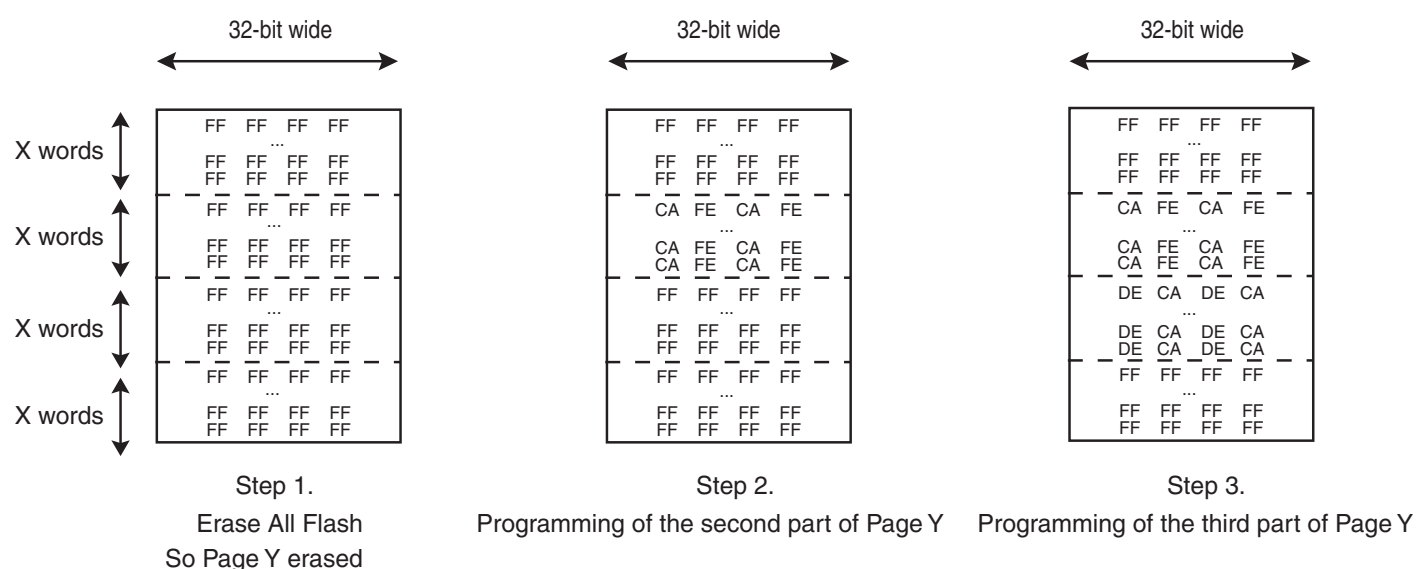 32-bit wide
32-bit wide
32-bit wide
X words
FF FF FF FF
...
FF FF FF FF
FF FF FF FF
X words
FF FF FF FF
...
FF FF FF FF
FF FF FF FF
X words
FF FF FF FF
...
FF FF FF FF
FF FF FF FF
X words
FF FF FF FF
...
FF FF FF FF
FF FF FF FF
Step 1.
Erase All Flash
So Page Y erased
FF FF FF FF
...
FF FF FF FF
FF FF FF FF
CA FE CA FE
...
CA FE CA FE
CA FE CA FE
FF FF FF FF
...
FF FF FF FF
FF FF FF FF
FF FF FF FF
...
FF FF FF FF
FF FF FF FF
Step 2.
Programming of the second part of Page Y
FF FF FF FF
...
FF FF FF FF
FF FF FF FF
CA FE CA FE
...
CA FE CA FE
CA FE CA FE
DE CA DE CA
...
DE CA DE CA
DE CA DE CA
FF FF FF FF
...
FF FF FF FF
FF FF FF FF
Step 3.
Programming of the third part of Page Y